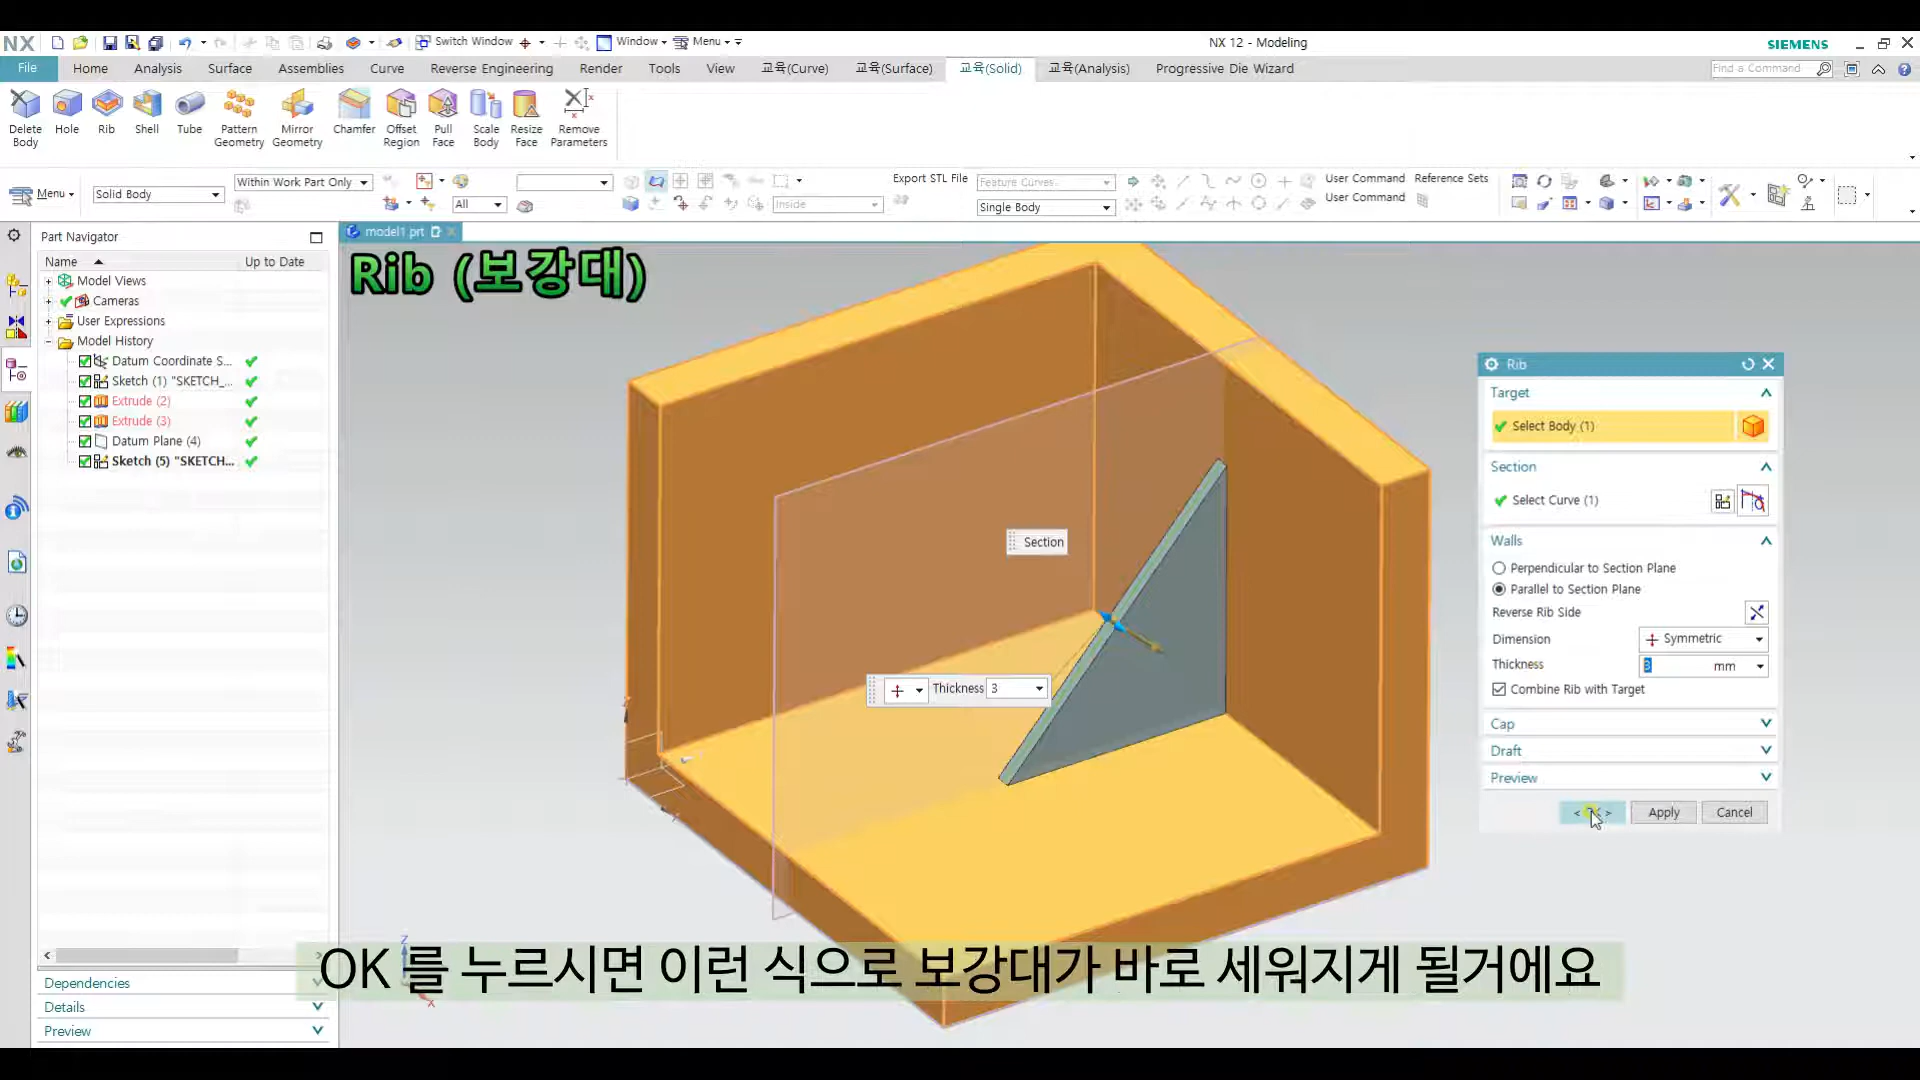 NX
Switch Window
Window
Menu
NX 12 - Modeling
SIEMENS
File
Home
Analysis
Surface
Assemblies
Curve
Reverse Engineering
Render
Tools
View
교육(Curve)
교육(Surface)
교육(Solid)
교육(Analysis)
Progressive Die Wizard
Find a Command
Delete Body
Hole
Rib
Shell
Tube
Pattern Geometry
Mirror Geometry
Chamfer
Offset Region
Pull Face
Scale Body
Resize Face
Remove Parameters
Menu
Solid Body
Within Work Part Only
All
Inside
Export STL File
Feature Curves
Single Body
User Command
User Command
Reference Sets
Part Navigator
model1.prt
Name
Up to Date
Model Views
Cameras
User Expressions
Model History
Datum Coordinate S...
Sketch (1) "SKETCH_...
Extrude (2)
Extrude (3)
Datum Plane (4)
Sketch (5) "SKETCH...
Dependencies
Details
Preview
Rib (보강대)
Section
Thickness 3
Z
X
Rib
Target
Select Body (1)
Section
Select Curve (1)
Walls
Perpendicular to Section Plane
Parallel to Section Plane
Reverse Rib Side
Dimension
Symmetric
Thickness
3 mm
Combine Rib with Target
Cap
Draft
Preview
Apply
Cancel
OK 를 누르시면 이런 식으로 보강대가 바로 세워지게 될거에요